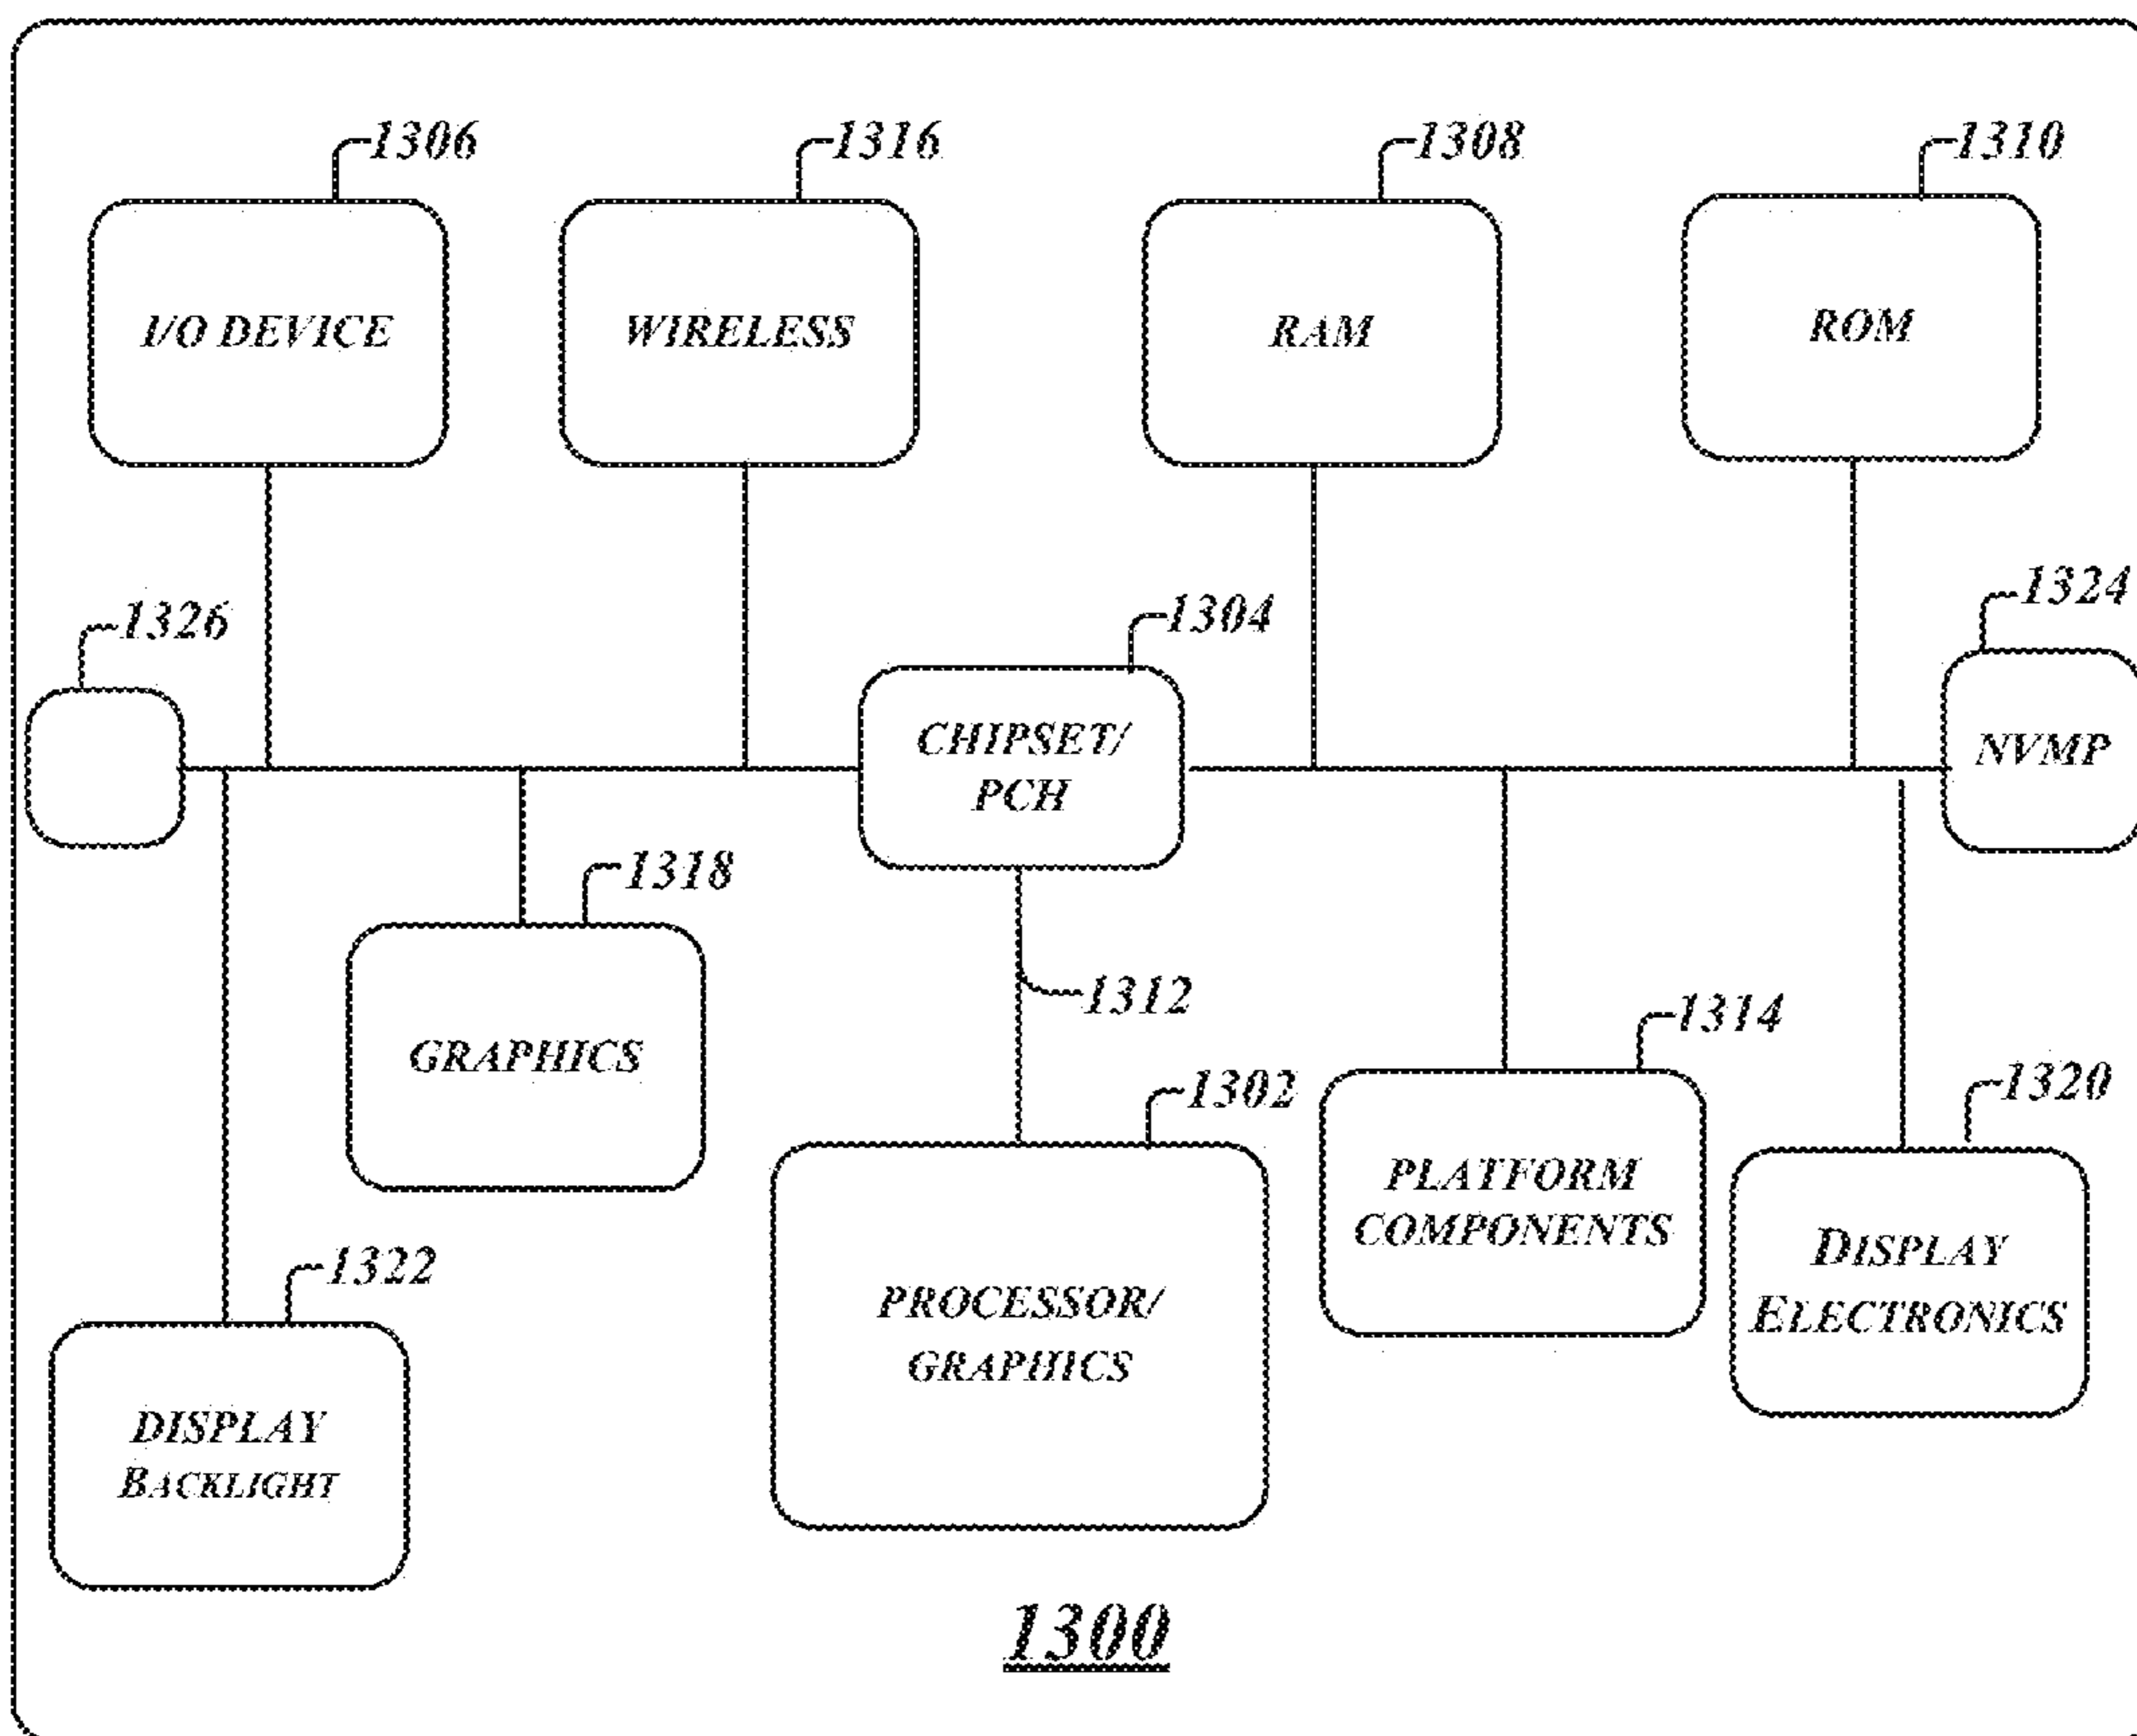 1306
1316
1308
1310
I/O DEVICE
WIRELESS
RAM
ROM
1326
1304
1324
CHIPSET/
PCH
NVMP
1318
1312
GRAPHICS
1314
1302
1320
PLATFORM
COMPONENTS
DISPLAY
ELECTRONICS
1322
PROCESSOR/
GRAPHICS
DISPLAY
BACKLIGHT
1300